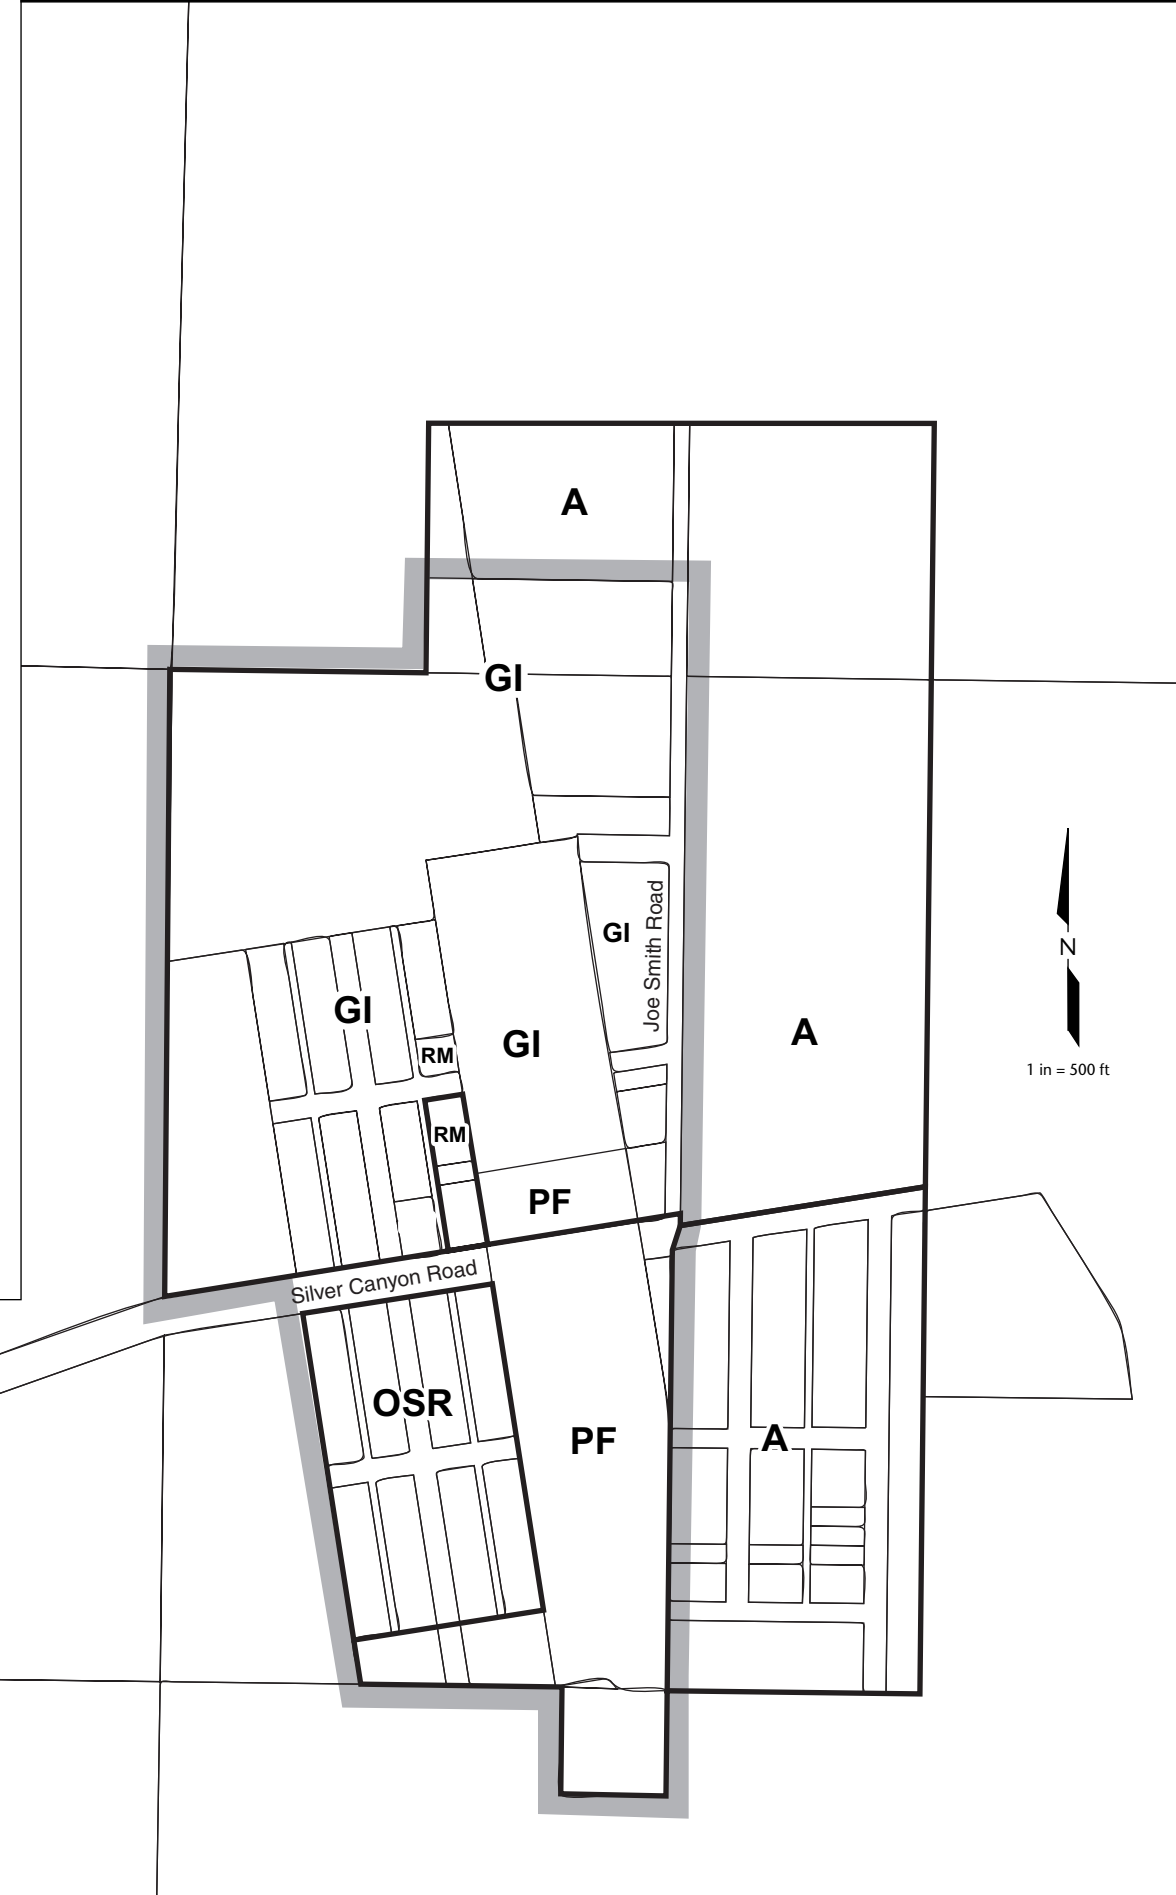 A
GI
GI
Joe Smith Road
N
GI
A
GI
RM
1 in = 500 ft
RM
PF
Silver Canyon Road
OSR
PF
A